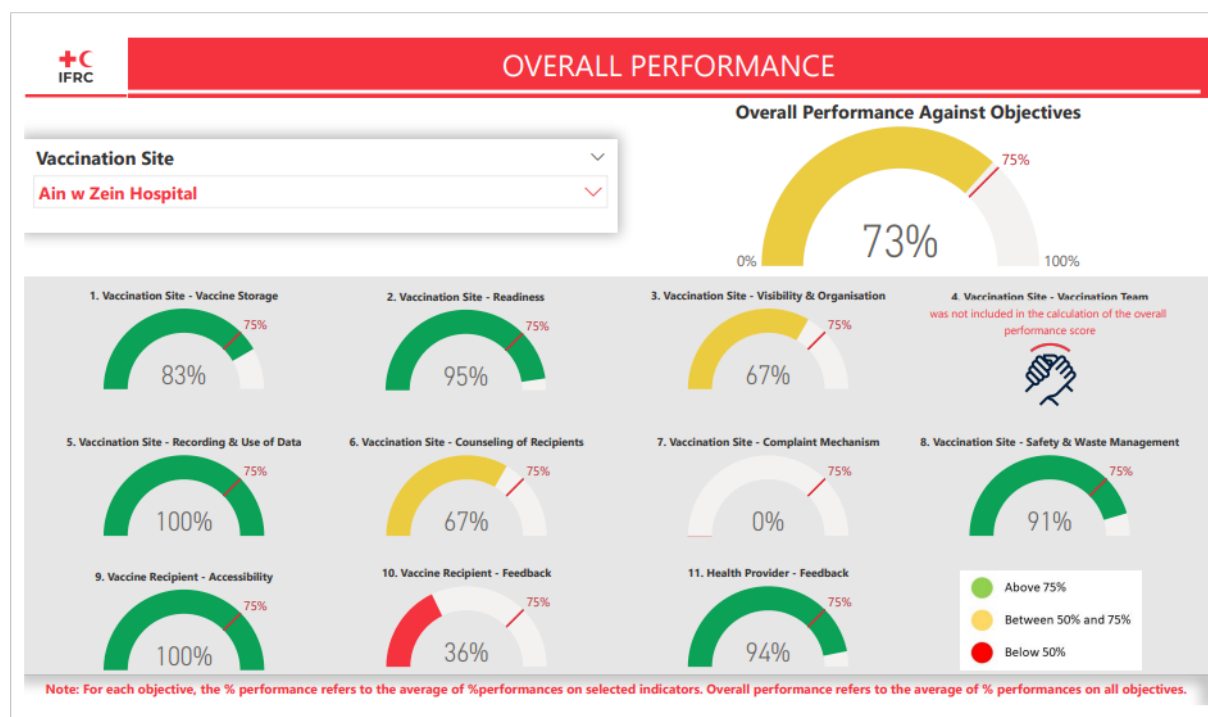 IFRC
OVERALL PERFORMANCE
Overall Performance Against Objectives
Vaccination Site
Ain w Zein Hospital
75%
73%
0%
100%
1. Vaccination Site - Vaccine Storage
75%
83%
2. Vaccination Site - Readiness
75%
95%
3. Vaccination Site - Visibility & Organisation
75%
67%
4. Vaccination Site - Vaccination Team
was not included in the calculation of the overall
performance score
5. Vaccination Site - Recording & Use of Data
75%
100%
6. Vaccination Site - Counseling of Recipients
75%
67%
7. Vaccination Site - Complaint Mechanism
75%
0%
8. Vaccination Site - Safety & Waste Management
75%
91%
9. Vaccine Recipient - Accessibility
75%
100%
10. Vaccine Recipient - Feedback
75%
36%
11. Health Provider - Feedback
75%
94%
Above 75%
Between 50% and 75%
Below 50%
Note: For each objective, the % performance refers to the average of %performances on selected indicators. Overall performance refers to the average of % performances on all objectives.